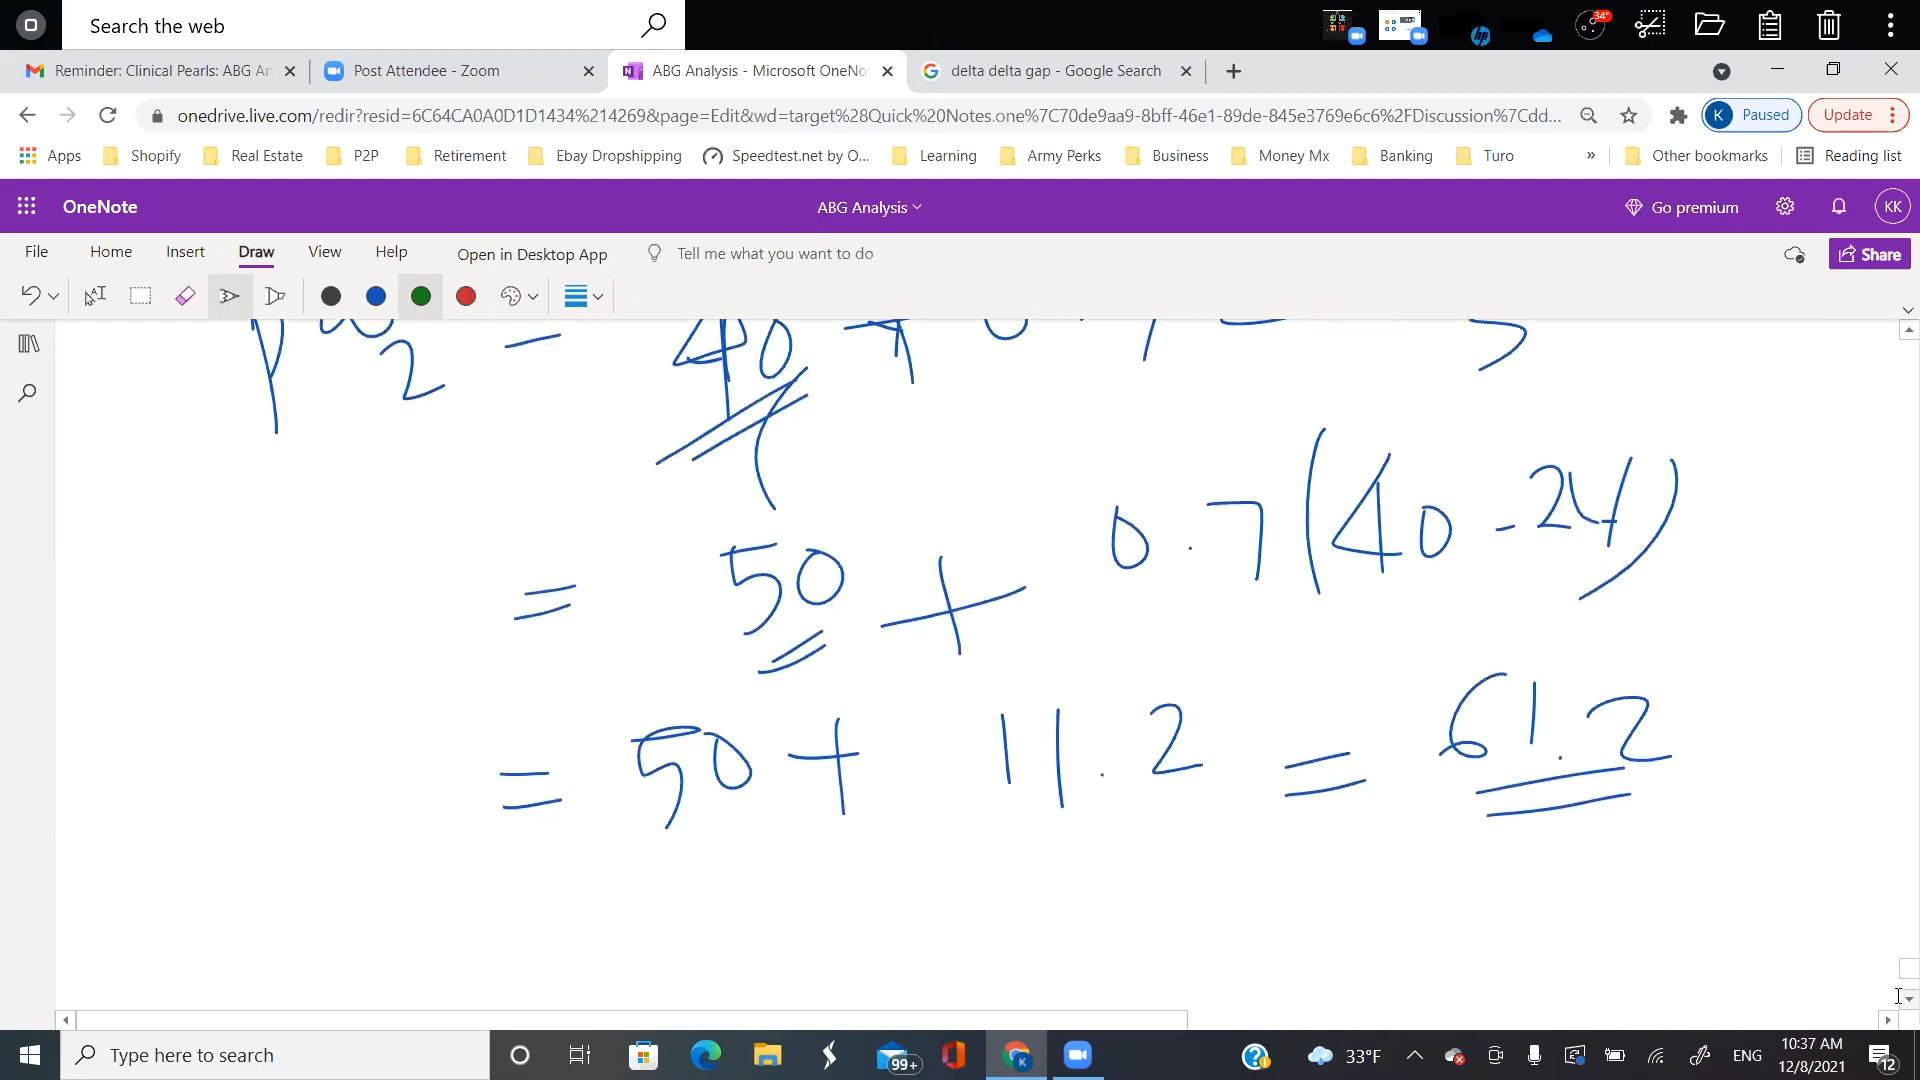 Search the web
34°
Reminder: Clinical Pearls: ABG An
Post Attendee - Zoom
ABG Analysis - Microsoft OneNo
delta delta gap - Google Search
onedrive.live.com/redir?resid=6C64CA0A0D1D1434%214269&page=Edit&wd=target%28Quick%20Notes.one%7C70de9aa9-8bff-46e1-89de-845e3769e6c6%2FDiscussion%7Cdd...
K Paused
Update
Apps Shopify Real Estate P2P Retirement Ebay Dropshipping Speedtest.net by O... Learning Army Perks Business Money Mx Banking Turo » Other bookmarks Reading list
OneNote
ABG Analysis
Go premium
KK
File Home Insert Draw View Help Open in Desktop App Tell me what you want to do
Share
= 50 + 0.7(40-24)
= 50 + 11.2 = 61.2
Type here to search
99+
33°F
ENG
10:37 AM
12/8/2021
12